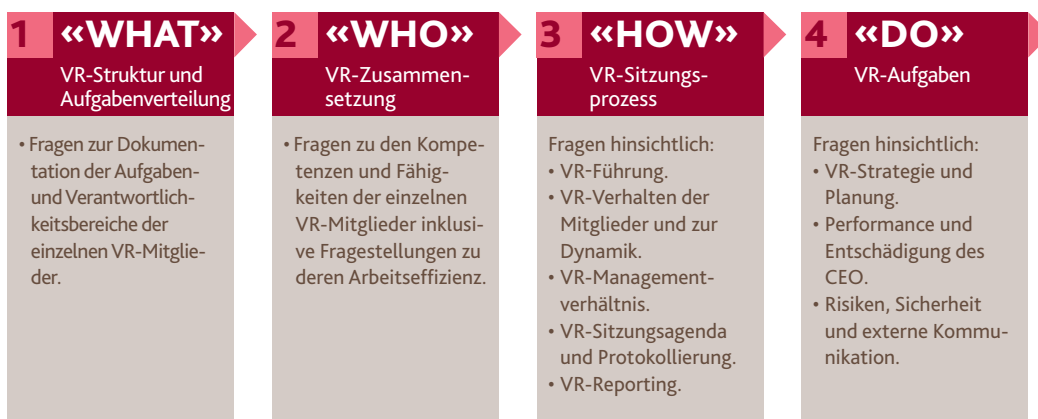 1 «WHAT»
VR-Struktur und
Aufgabenverteilung
• Fragen zur Dokumen-
tation der Aufgaben-
und Verantwortlich-
keitsbereiche der
einzelnen VR-Mitglie-
der.
2 «WHO»
VR-Zusammen-
setzung
• Fragen zu den Kompe-
tenzen und Fähig-
keiten der einzelnen
VR-Mitglieder inklusi-
ve Fragestellungen zu
deren Arbeitseffizienz.
3 «HOW»
VR-Sitzungs-
prozess
Fragen hinsichtlich:
• VR-Führung.
• VR-Verhalten der
Mitglieder und zur
Dynamik.
• VR-Management-
verhältnis.
• VR-Sitzungsagenda
und Protokollierung.
• VR-Reporting.
4 «DO»
VR-Aufgaben
Fragen hinsichtlich:
• VR-Strategie und
Planung.
• Performance und
Entschädigung des
CEO.
• Risiken, Sicherheit
und externe Kommu-
nikation.